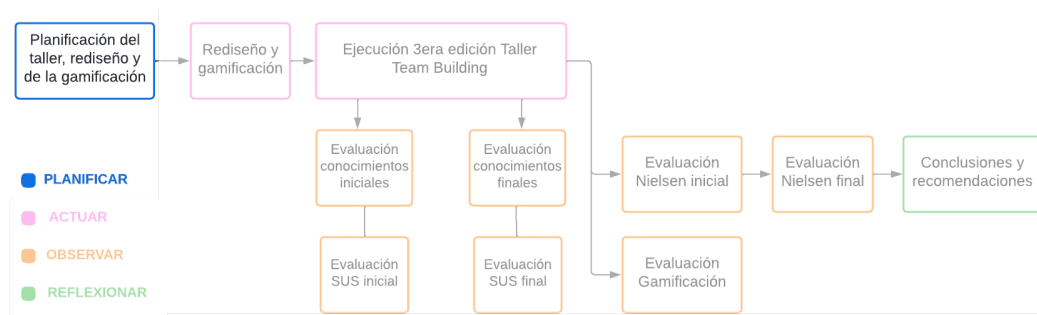 Planificación del
taller, rediseño y
de la gamificación
Rediseño y
gamificación
Ejecución 3era edición Taller
Team Building
Evaluación
conocimientos
iniciales
Evaluación
conocimientos
finales
Evaluación
Nielsen inicial
Evaluación
Nielsen final
Conclusiones y
recomendaciones
Evaluación
SUS inicial
Evaluación
SUS final
Evaluación
Gamificación
PLANIFICAR
ACTUAR
OBSERVAR
REFLEXIONAR